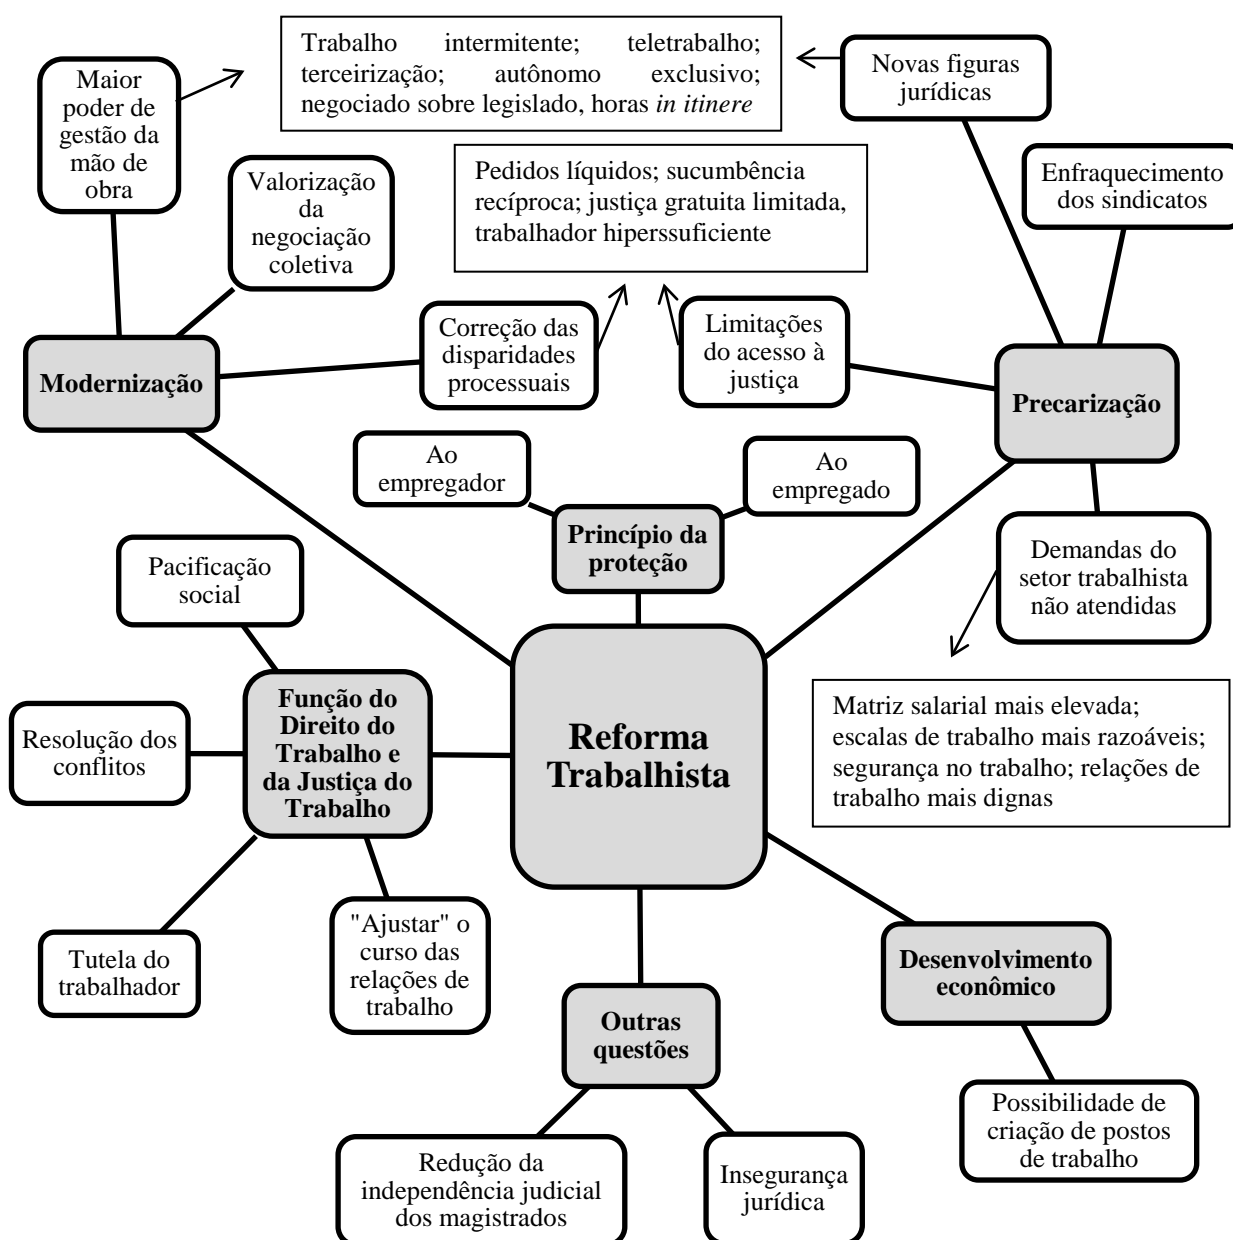 Trabalho intermitente; teletrabalho;
terceirização; autônomo exclusivo;
negociado sobre legislado, horas in itinere
Maior
poder de
gestão da
mão de
obra
Novas figuras
jurídicas
Valorização
da
negociação
coletiva
Pedidos líquidos; sucumbência
recíproca; justiça gratuita limitada,
trabalhador hiperssuficiente
Enfraquecimento
dos sindicatos
Modernização
Correção das
disparidades
processuais
Limitações
do acesso à
justiça
Precarização
Ao
empregador
Ao
empregado
Princípio da
proteção
Demandas do
setor trabalhista
não atendidas
Pacificação
social
Função do
Direito do
Trabalho e
da Justiça do
Trabalho
Resolução dos
conflitos
Reforma
Trabalhista
Matriz salarial mais elevada;
escalas de trabalho mais razoáveis;
segurança no trabalho; relações de
trabalho mais dignas
Tutela do
trabalhador
"Ajustar" o
curso das
relações de
trabalho
Desenvolvimento
econômico
Outras
questões
Possibilidade de
criação de postos
de trabalho
Redução da
independência judicial
dos magistrados
Insegurança
jurídica